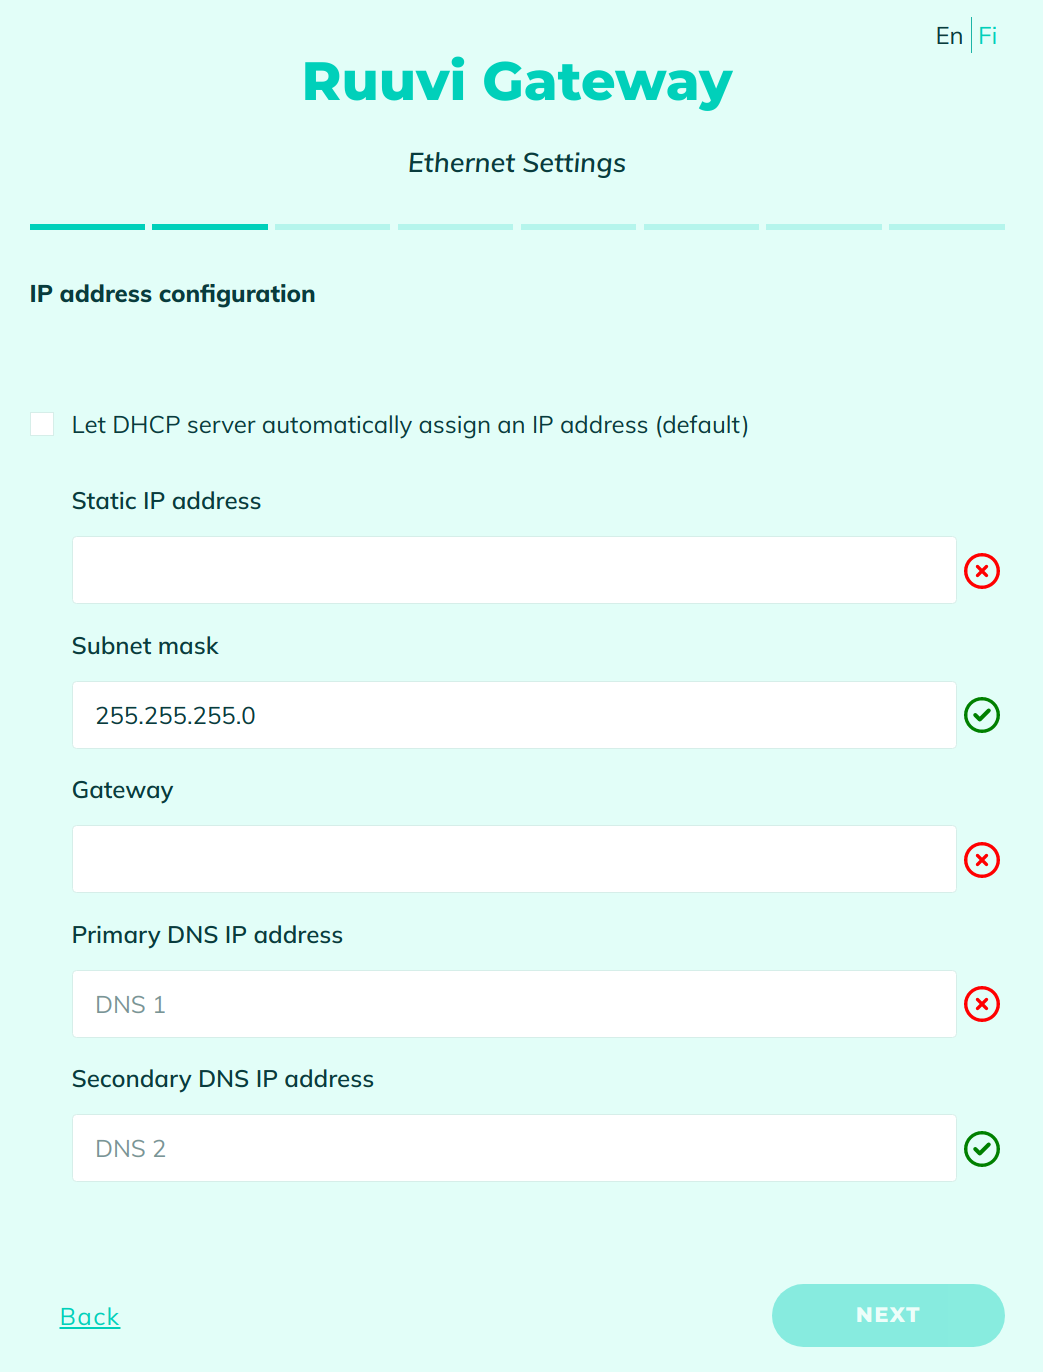 En Fi
Ruuvi Gateway
Ethernet Settings
IP address configuration
Let DHCP server automatically assign an IP address (default)
Static IP address
Subnet mask
255.255.255.0
Gateway
Primary DNS IP address
DNS 1
Secondary DNS IP address
DNS 2
Back
NEXT